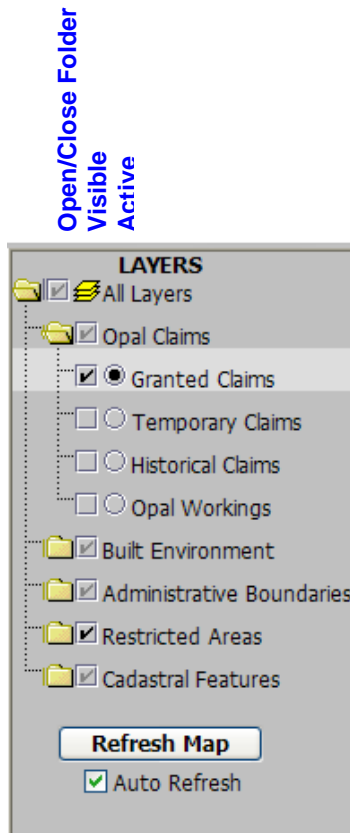 Open/Close Folder
Visible
Active
LAYERS
All Layers
Opal Claims
Granted Claims
Temporary Claims
Historical Claims
Opal Workings
Built Environment
Administrative Boundaries
Restricted Areas
Cadastral Features
Refresh Map
Auto Refresh